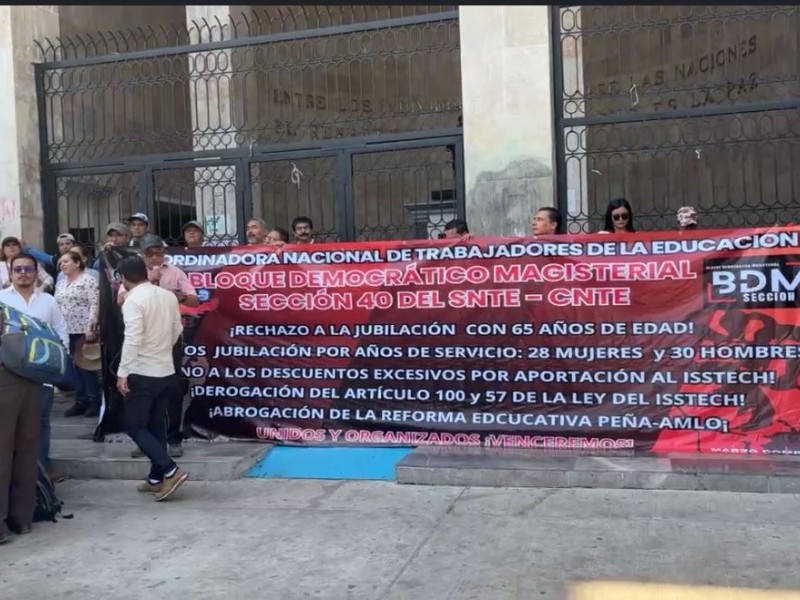 ENTRE LOS
NACIONES
LAS
ES LA PAZ
ORDINADORA NACIONAL DE TRABAJADORES DE LA EDUCACIÓN
BLOQUE DEMOCRÁTICO MAGISTERIAL
SECCIÓN 40 DEL SNTE - CNTE
BDM
SECCION
¡RECHAZO A LA JUBILACIÓN CON 65 AÑOS DE EDAD!
OS JUBILACIÓN POR AÑOS DE SERVICIO: 28 MUJERES y 30 HOMBRES
¡NO A LOS DESCUENTOS EXCESIVOS POR APORTACIÓN AL ISSTECH!
¡DEROGACIÓN DEL ARTÍCULO 100 y 57 DE LA LEY DEL ISSTECH!
¡ABROGACIÓN DE LA REFORMA EDUCATIVA PEÑA-AMLO¡
UNIDOS Y ORGANIZADOS ¡VENCEREMOS!
MARZO